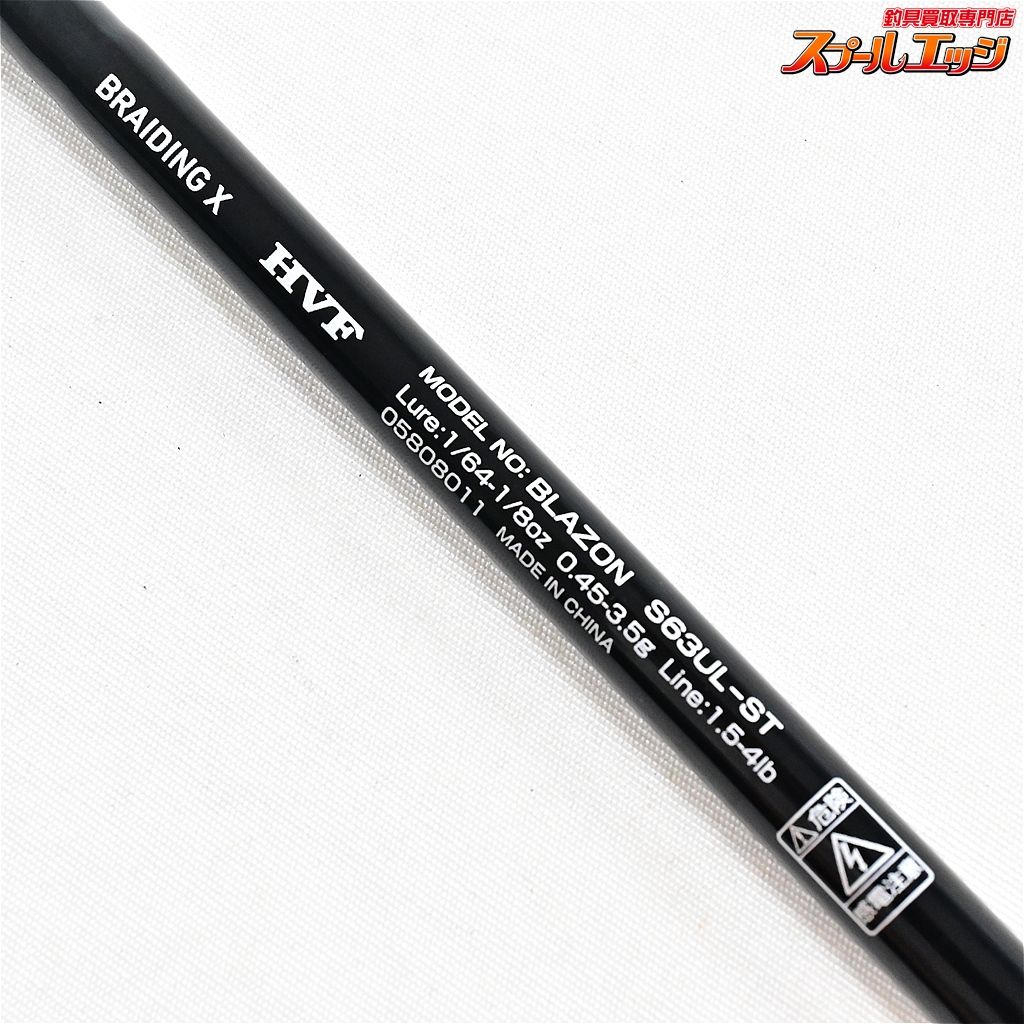 釣具買取専門店
スプールエッジ
BRAIDING X
HVF
MODEL NO: BLAZON S63UL-ST
Lure:1/64-1/8oz 0.45-3.5g Line:1.5-4lb
05808011 MADE IN CHINA
危険
感電注意